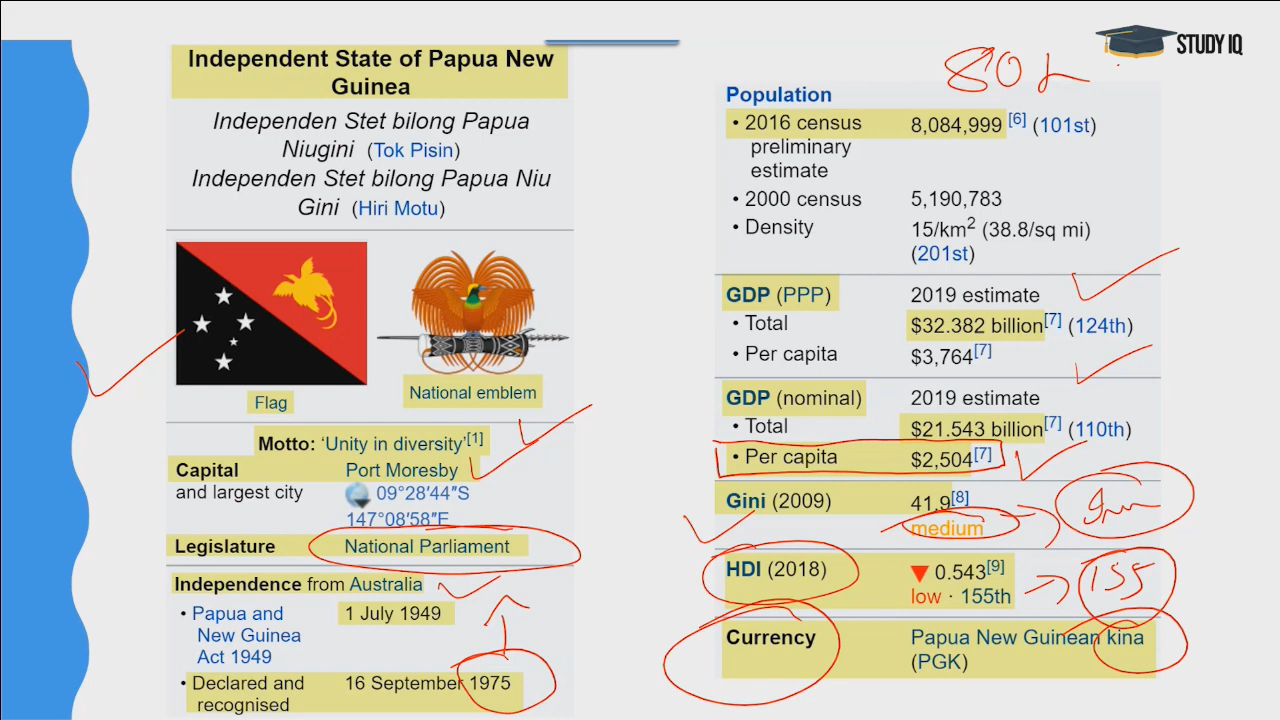 STUDY IQ
80 L
Independent State of Papua New
Guinea
Independen Stet bilong Papua
Niugini (Tok Pisin)
Independen Stet bilong Papua Niu
Gini (Hiri Motu)
Flag
National emblem
Motto: ‘Unity in diversity’[1]
Capital Port Moresby
and largest city 09°28′44″S
147°08′58″E
Legislature National Parliament
Independence from Australia
• Papua and 1 July 1949
New Guinea
Act 1949
• Declared and 16 September 1975
recognised
Population
• 2016 census 8,084,999 [6] (101st)
preliminary
estimate
• 2000 census 5,190,783
• Density 15/km2 (38.8/sq mi)
(201st)
GDP (PPP) 2019 estimate
• Total $32.382 billion[7] (124th)
• Per capita $3,764[7]
GDP (nominal) 2019 estimate
• Total $21.543 billion[7] (110th)
• Per capita $2,504[7]
Gini (2009) 41.9[8]
medium
HDI (2018) ▼ 0.543[9]
low · 155th
155
Currency Papua New Guinean kina
(PGK)